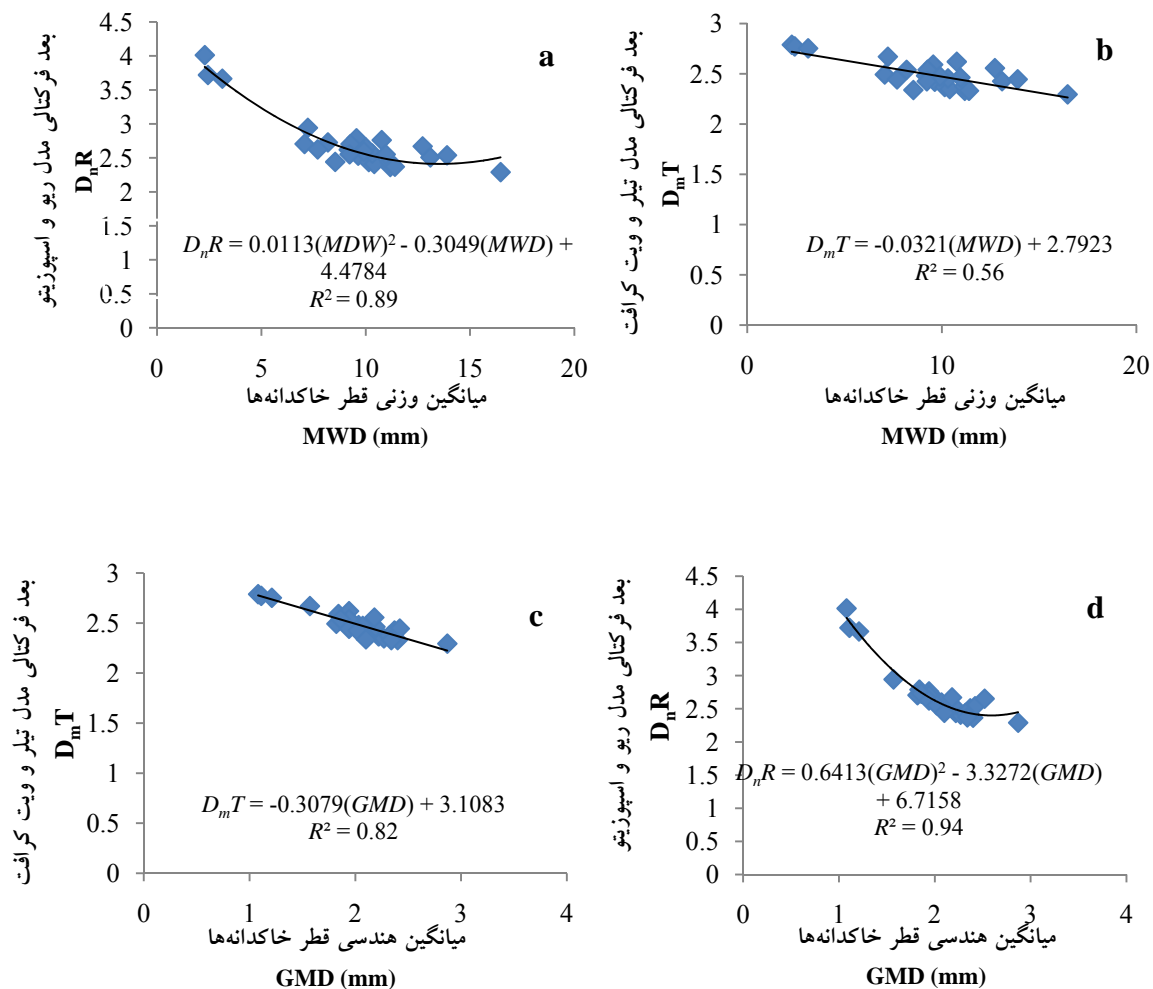 بعد فرکتالی مدل ریو و اسپوزیتو
D_nR
4.5
4
3.5
3
2.5
2
1.5
1
0.5
0
a
D_nR = 0.0113(MDW)² - 0.3049(MWD) +
4.4784
R² = 0.89
0 5 10 15 20
میانگین وزنی قطر خاکدانه‌ها
MWD (mm)
بعد فرکتالی مدل تیلر و ویت کرافت
D_mT
3
2.5
2
1.5
1
0.5
0
b
D_mT = -0.0321(MWD) + 2.7923
R² = 0.56
0 10 20
میانگین وزنی قطر خاکدانه‌ها
MWD (mm)
بعد فرکتالی مدل تیلر و ویت کرافت
D_mT
3
2.5
2
1.5
1
0.5
0
c
D_mT = -0.3079(GMD) + 3.1083
R² = 0.82
0 1 2 3 4
میانگین هندسی قطر خاکدانه‌ها
GMD (mm)
بعد فرکتالی مدل ریو و اسپوزیتو
D_nR
4.5
4
3.5
3
2.5
2
1.5
1
0.5
0
d
D_nR = 0.6413(GMD)² - 3.3272(GMD)
+ 6.7158
R² = 0.94
0 1 2 3 4
میانگین هندسی قطر خاکدانه‌ها
GMD (mm)